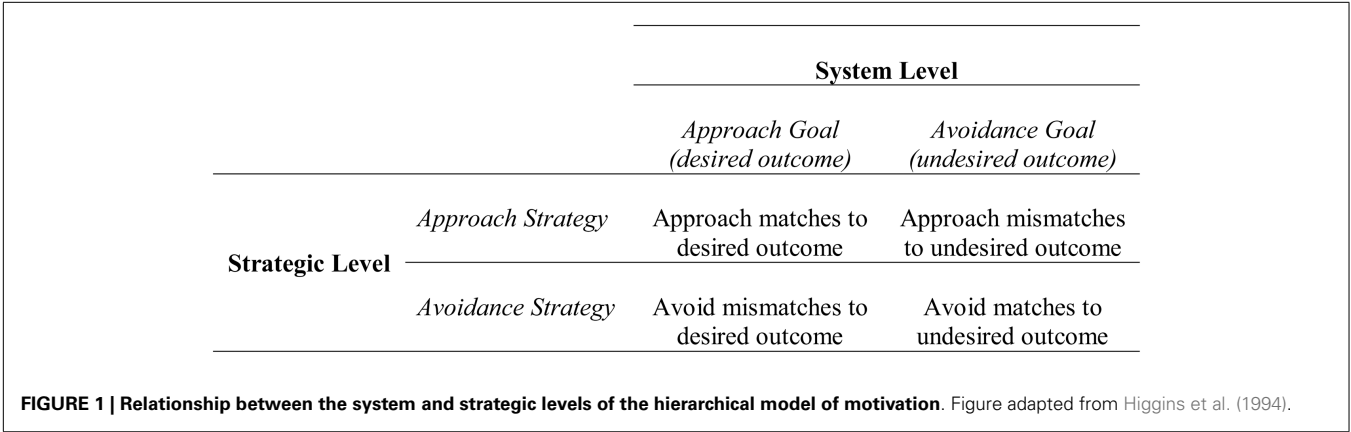 System Level
Approach Goal Avoidance Goal
(desired outcome) (undesired outcome)
Approach Strategy Approach matches to Approach mismatches
desired outcome to undesired outcome
Strategic Level
Avoidance Strategy Avoid mismatches to Avoid matches to
desired outcome undesired outcome
FIGURE 1 | Relationship between the system and strategic levels of the hierarchical model of motivation. Figure adapted from Higgins et al. (1994).